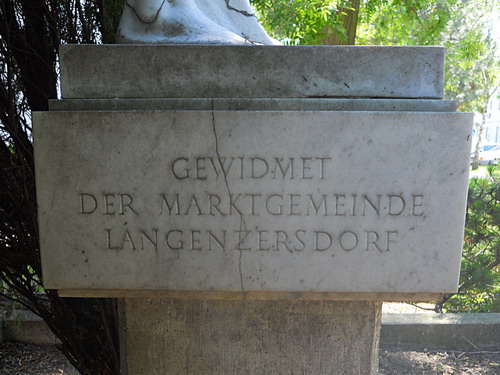 GEWIDMET
DER MARKTGEMEINDE
LANGENZERSDORF